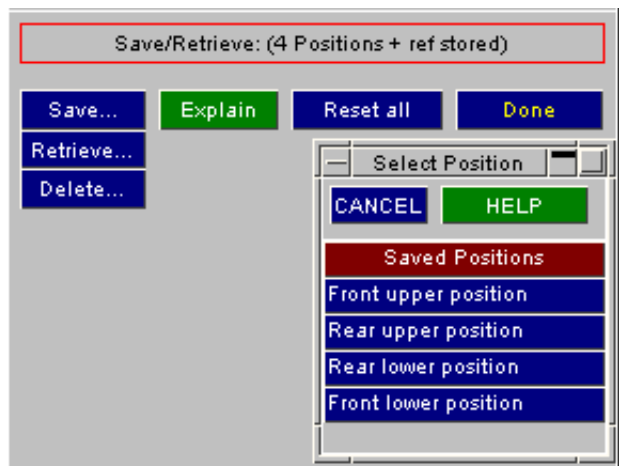 Save/Retrieve: (4 Positions + ref stored)
Save... Explain Reset all Done
Retrieve...
Delete...
Select Position
CANCEL HELP
Saved Positions
Front upper position
Rear upper position
Rear lower position
Front lower position